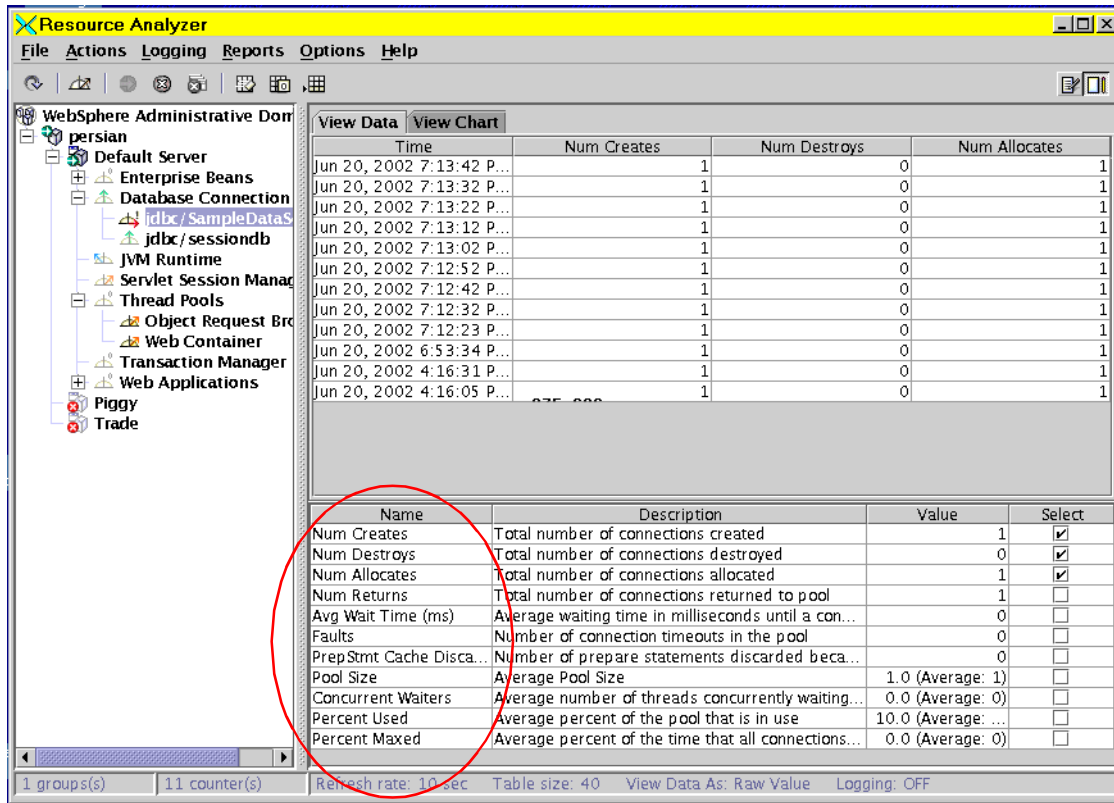 Resource Analyzer
File Actions Logging Reports Options Help
WebSphere Administrative Dom
persian
Default Server
Enterprise Beans
Database Connection
jdbc/SampleDataS
jdbc/sessiondb
JVM Runtime
Servlet Session Manag
Thread Pools
Object Request Bro
Web Container
Transaction Manager
Web Applications
Piggy
Trade
View Data View Chart
Time Num Creates Num Destroys Num Allocates
Jun 20, 2002 7:13:42 P... 1 0 1
Jun 20, 2002 7:13:32 P... 1 0 1
Jun 20, 2002 7:13:22 P... 1 0 1
Jun 20, 2002 7:13:12 P... 1 0 1
Jun 20, 2002 7:13:02 P... 1 0 1
Jun 20, 2002 7:12:52 P... 1 0 1
Jun 20, 2002 7:12:42 P... 1 0 1
Jun 20, 2002 7:12:32 P... 1 0 1
Jun 20, 2002 7:12:23 P... 1 0 1
Jun 20, 2002 6:53:34 P... 1 0 1
Jun 20, 2002 4:16:31 P... 1 0 1
Jun 20, 2002 4:16:05 P... 1 0 1
Name Description Value Select
Num Creates Total number of connections created 1
Num Destroys Total number of connections destroyed 0
Num Allocates Total number of connections allocated 1
Num Returns Total number of connections returned to pool 1
Avg Wait Time (ms) Average waiting time in milliseconds until a con... 0
Faults Number of connection timeouts in the pool 0
PrepStmt Cache Disca... Number of prepare statements discarded beca... 0
Pool Size Average Pool Size 1.0 (Average: 1)
Concurrent Waiters Average number of threads concurrently waiting... 0.0 (Average: 0)
Percent Used Average percent of the pool that is in use 10.0 (Average: ...
Percent Maxed Average percent of the time that all connections... 0.0 (Average: 0)
1 groups(s) 11 counter(s) Refresh rate: 10 sec Table size: 40 View Data As: Raw Value Logging: OFF